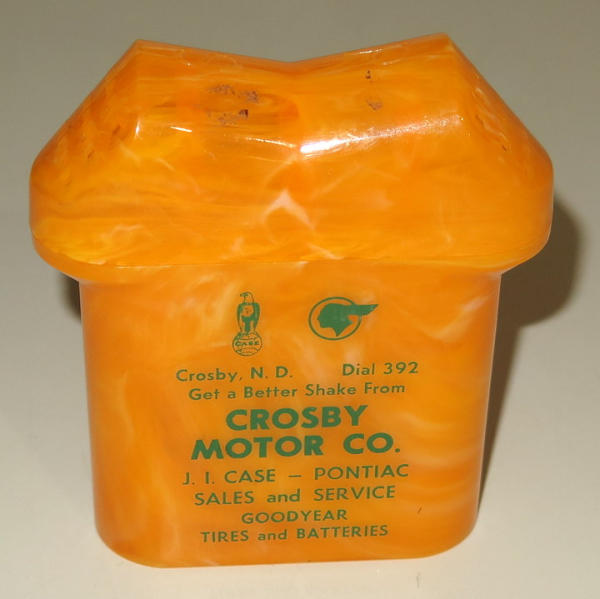 CASE
Crosby, N. D. Dial 392
Get a Better Shake From
CROSBY
MOTOR CO.
J. I. CASE — PONTIAC
SALES and SERVICE
GOODYEAR
TIRES and BATTERIES